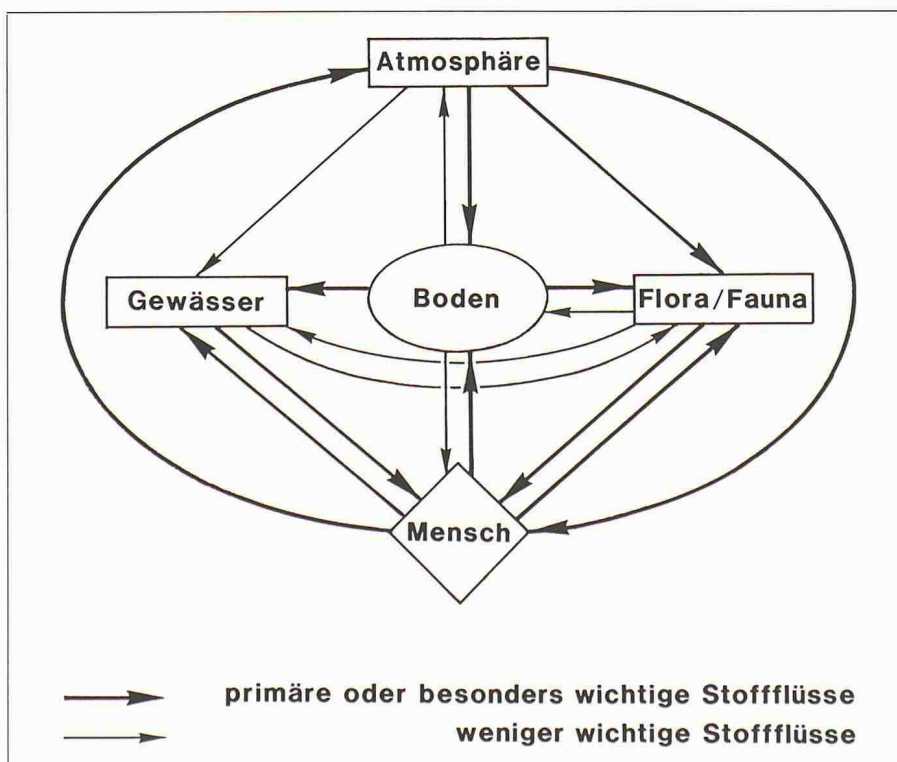 Atmosphäre
Gewässer
Boden
Flora/Fauna
Mensch
primäre oder besonders wichtige Stoffflüsse
weniger wichtige Stoffflüsse